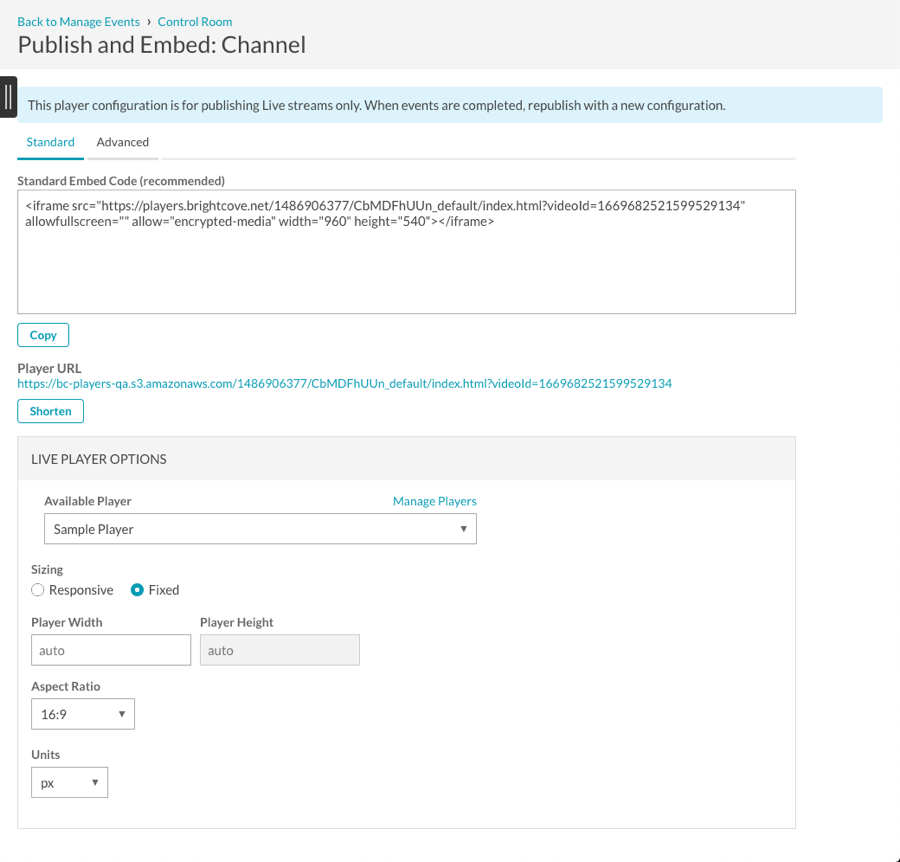 Back to Manage Events › Control Room
Publish and Embed: Channel
This player configuration is for publishing Live streams only. When events are completed, republish with a new configuration.
Standard Advanced
Standard Embed Code (recommended)
<iframe src="https://players.brightcove.net/1486906377/CbMDFhUUn_default/index.html?videoId=1669682521599529134"
allowfullscreen="" allow="encrypted-media" width="960" height="540"></iframe>
Copy
Player URL
https://bc-players-qa.s3.amazonaws.com/1486906377/CbMDFhUUn_default/index.html?videoId=1669682521599529134
Shorten
LIVE PLAYER OPTIONS
Available Player Manage Players
Sample Player
Sizing
Responsive Fixed
Player Width Player Height
auto auto
Aspect Ratio
16:9
Units
px